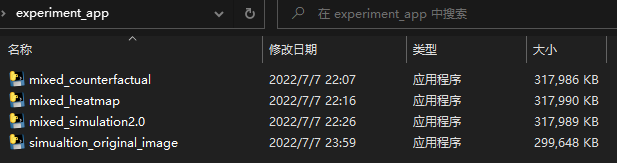 experiment_app
在 experiment_app 中搜索
名称 修改日期 类型 大小
mixed_counterfactual 2022/7/7 22:07 应用程序 317,986 KB
mixed_heatmap 2022/7/7 22:16 应用程序 317,990 KB
mixed_simulation2.0 2022/7/7 22:26 应用程序 317,989 KB
simualtion_original_image 2022/7/7 23:59 应用程序 299,648 KB